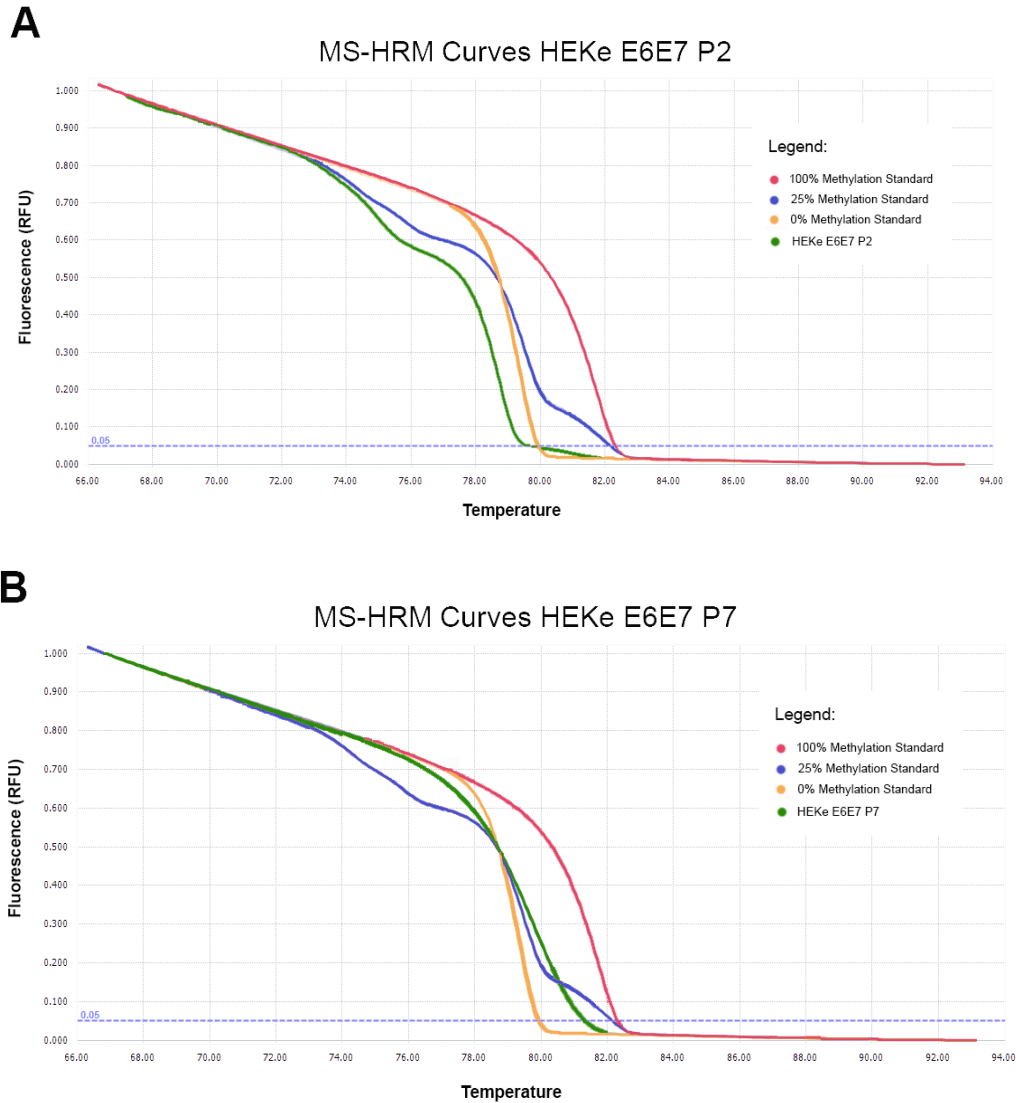 A
MS-HRM Curves HEKe E6E7 P2
1.000
0.900
0.800
0.700
0.600
0.500
0.400
0.300
0.200
0.100
0.000
0.05
Fluorescence (RFU)
Legend:
100% Methylation Standard
25% Methylation Standard
0% Methylation Standard
HEKe E6E7 P2
66.00 68.00 70.00 72.00 74.00 76.00 78.00 80.00 82.00 84.00 86.00 88.00 90.00 92.00 94.00
Temperature
B
MS-HRM Curves HEKe E6E7 P7
1.000
0.900
0.800
0.700
0.600
0.500
0.400
0.300
0.200
0.100
0.000
0.05
Fluorescence (RFU)
Legend:
100% Methylation Standard
25% Methylation Standard
0% Methylation Standard
HEKe E6E7 P7
66.00 68.00 70.00 72.00 74.00 76.00 78.00 80.00 82.00 84.00 86.00 88.00 90.00 92.00 94.00
Temperature